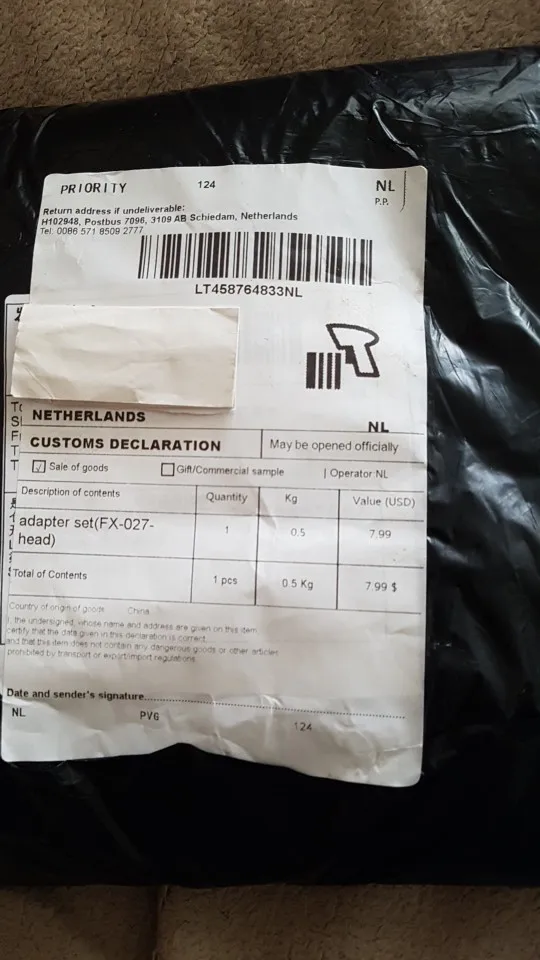 PRIORITY 124 NL
P.P.
Return address if undeliverable:
H102948, Postbus 7096, 3109 AB Schiedam, Netherlands
Tel: 0086 571 8509 2777
LT458764833NL
NETHERLANDS NL
CUSTOMS DECLARATION May be opened officially
Sale of goods Gift/Commercial sample Operator:NL
Description of contents Quantity Kg Value (USD)
adapter set(FX-027-
head) 1 0.5 7.99
Total of Contents 1 pcs 0.5 Kg 7.99 $
Country of origin of goods China
I, the undersigned, whose name and address are given on this item
certify that the data given in this declaration is correct
and that this item does not contain any dangerous goods or other articles
prohibited by transport or export/import regulations
Date and sender's signature
NL PVG 124